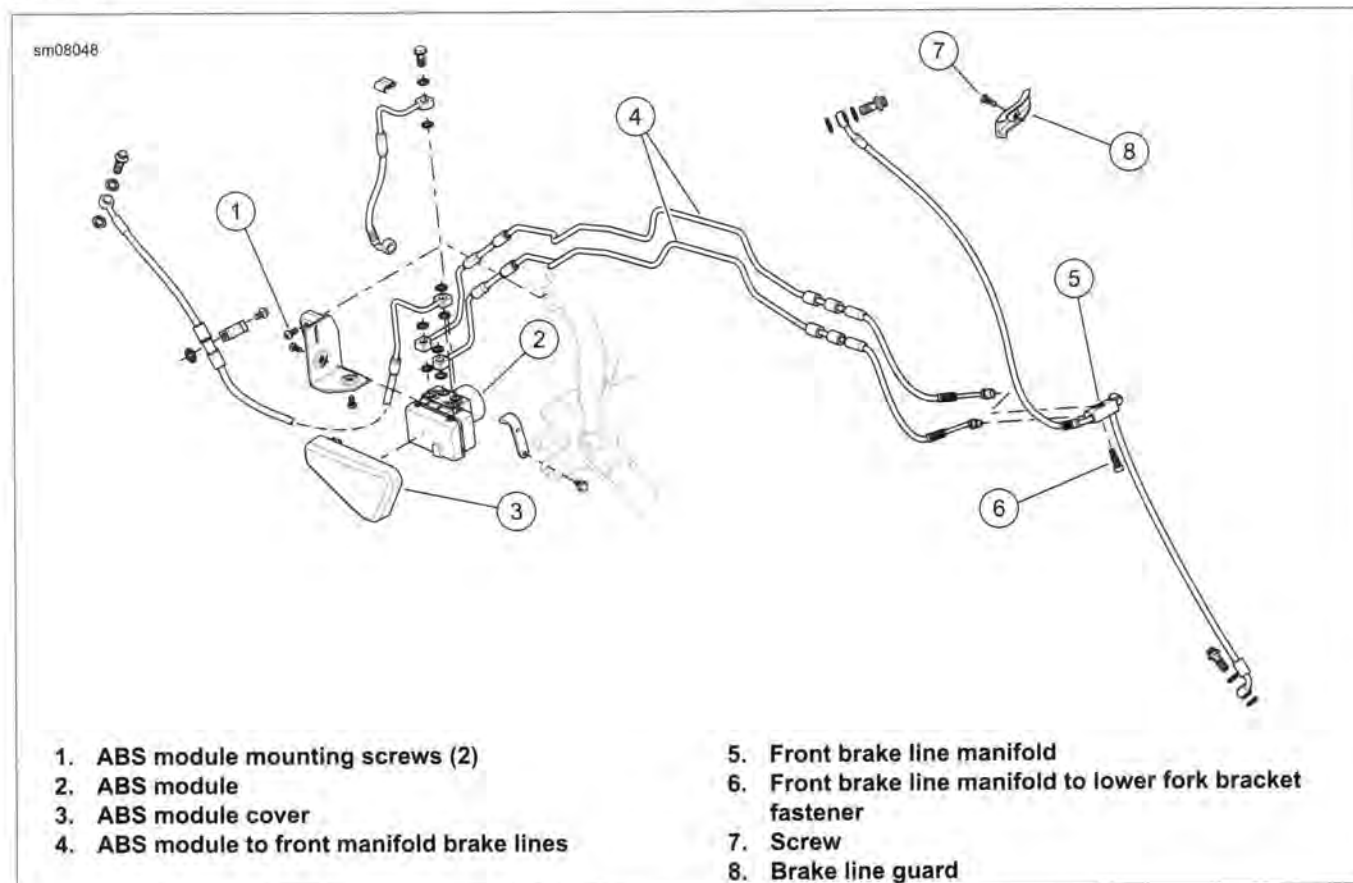 sm08048
7
4
8
1
5
2
6
3
1. ABS module mounting screws (2)
2. ABS module
3. ABS module cover
4. ABS module to front manifold brake lines
5. Front brake line manifold
6. Front brake line manifold to lower fork bracket
fastener
7. Screw
8. Brake line guard